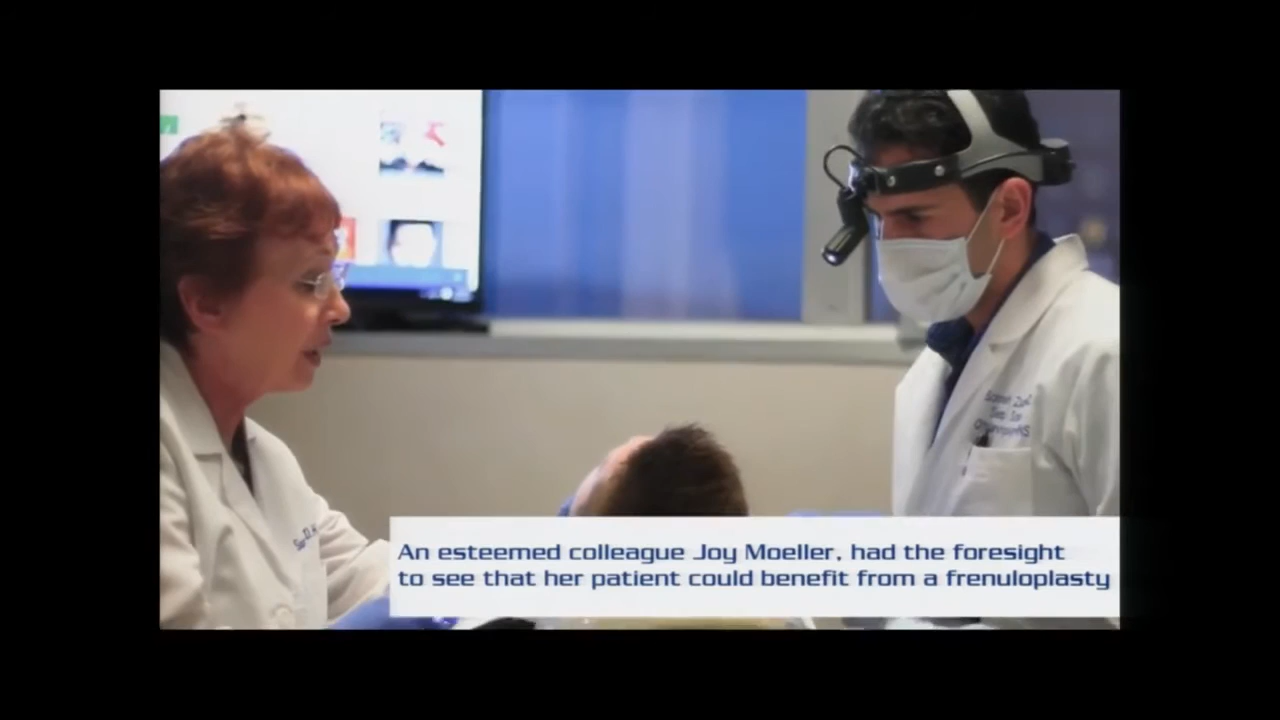 An esteemed colleague Joy Moeller, had the foresight
to see that her patient could benefit from a frenuloplasty